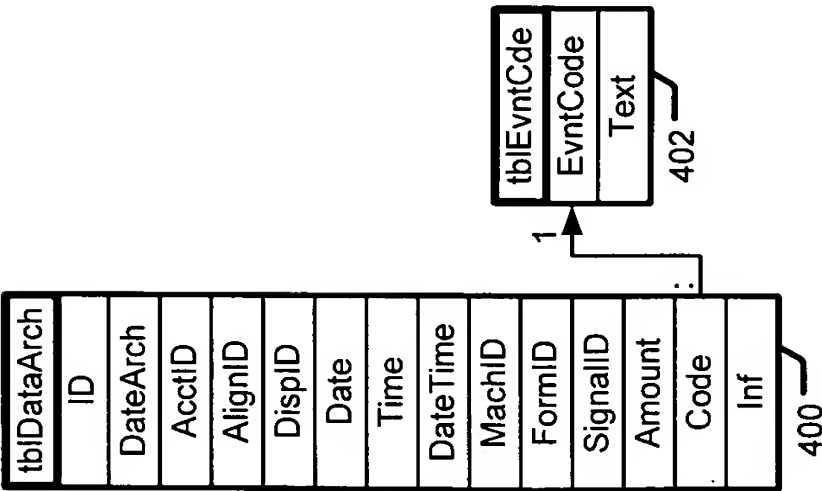 tblDataArch
ID
DateArch
AcctID
AlignID
DispID
Date
Time
DateTime
MachID
FormID
SignalID
Amount
Code
Inf
400
..
1
tblEvntCde
EvntCode
Text
402